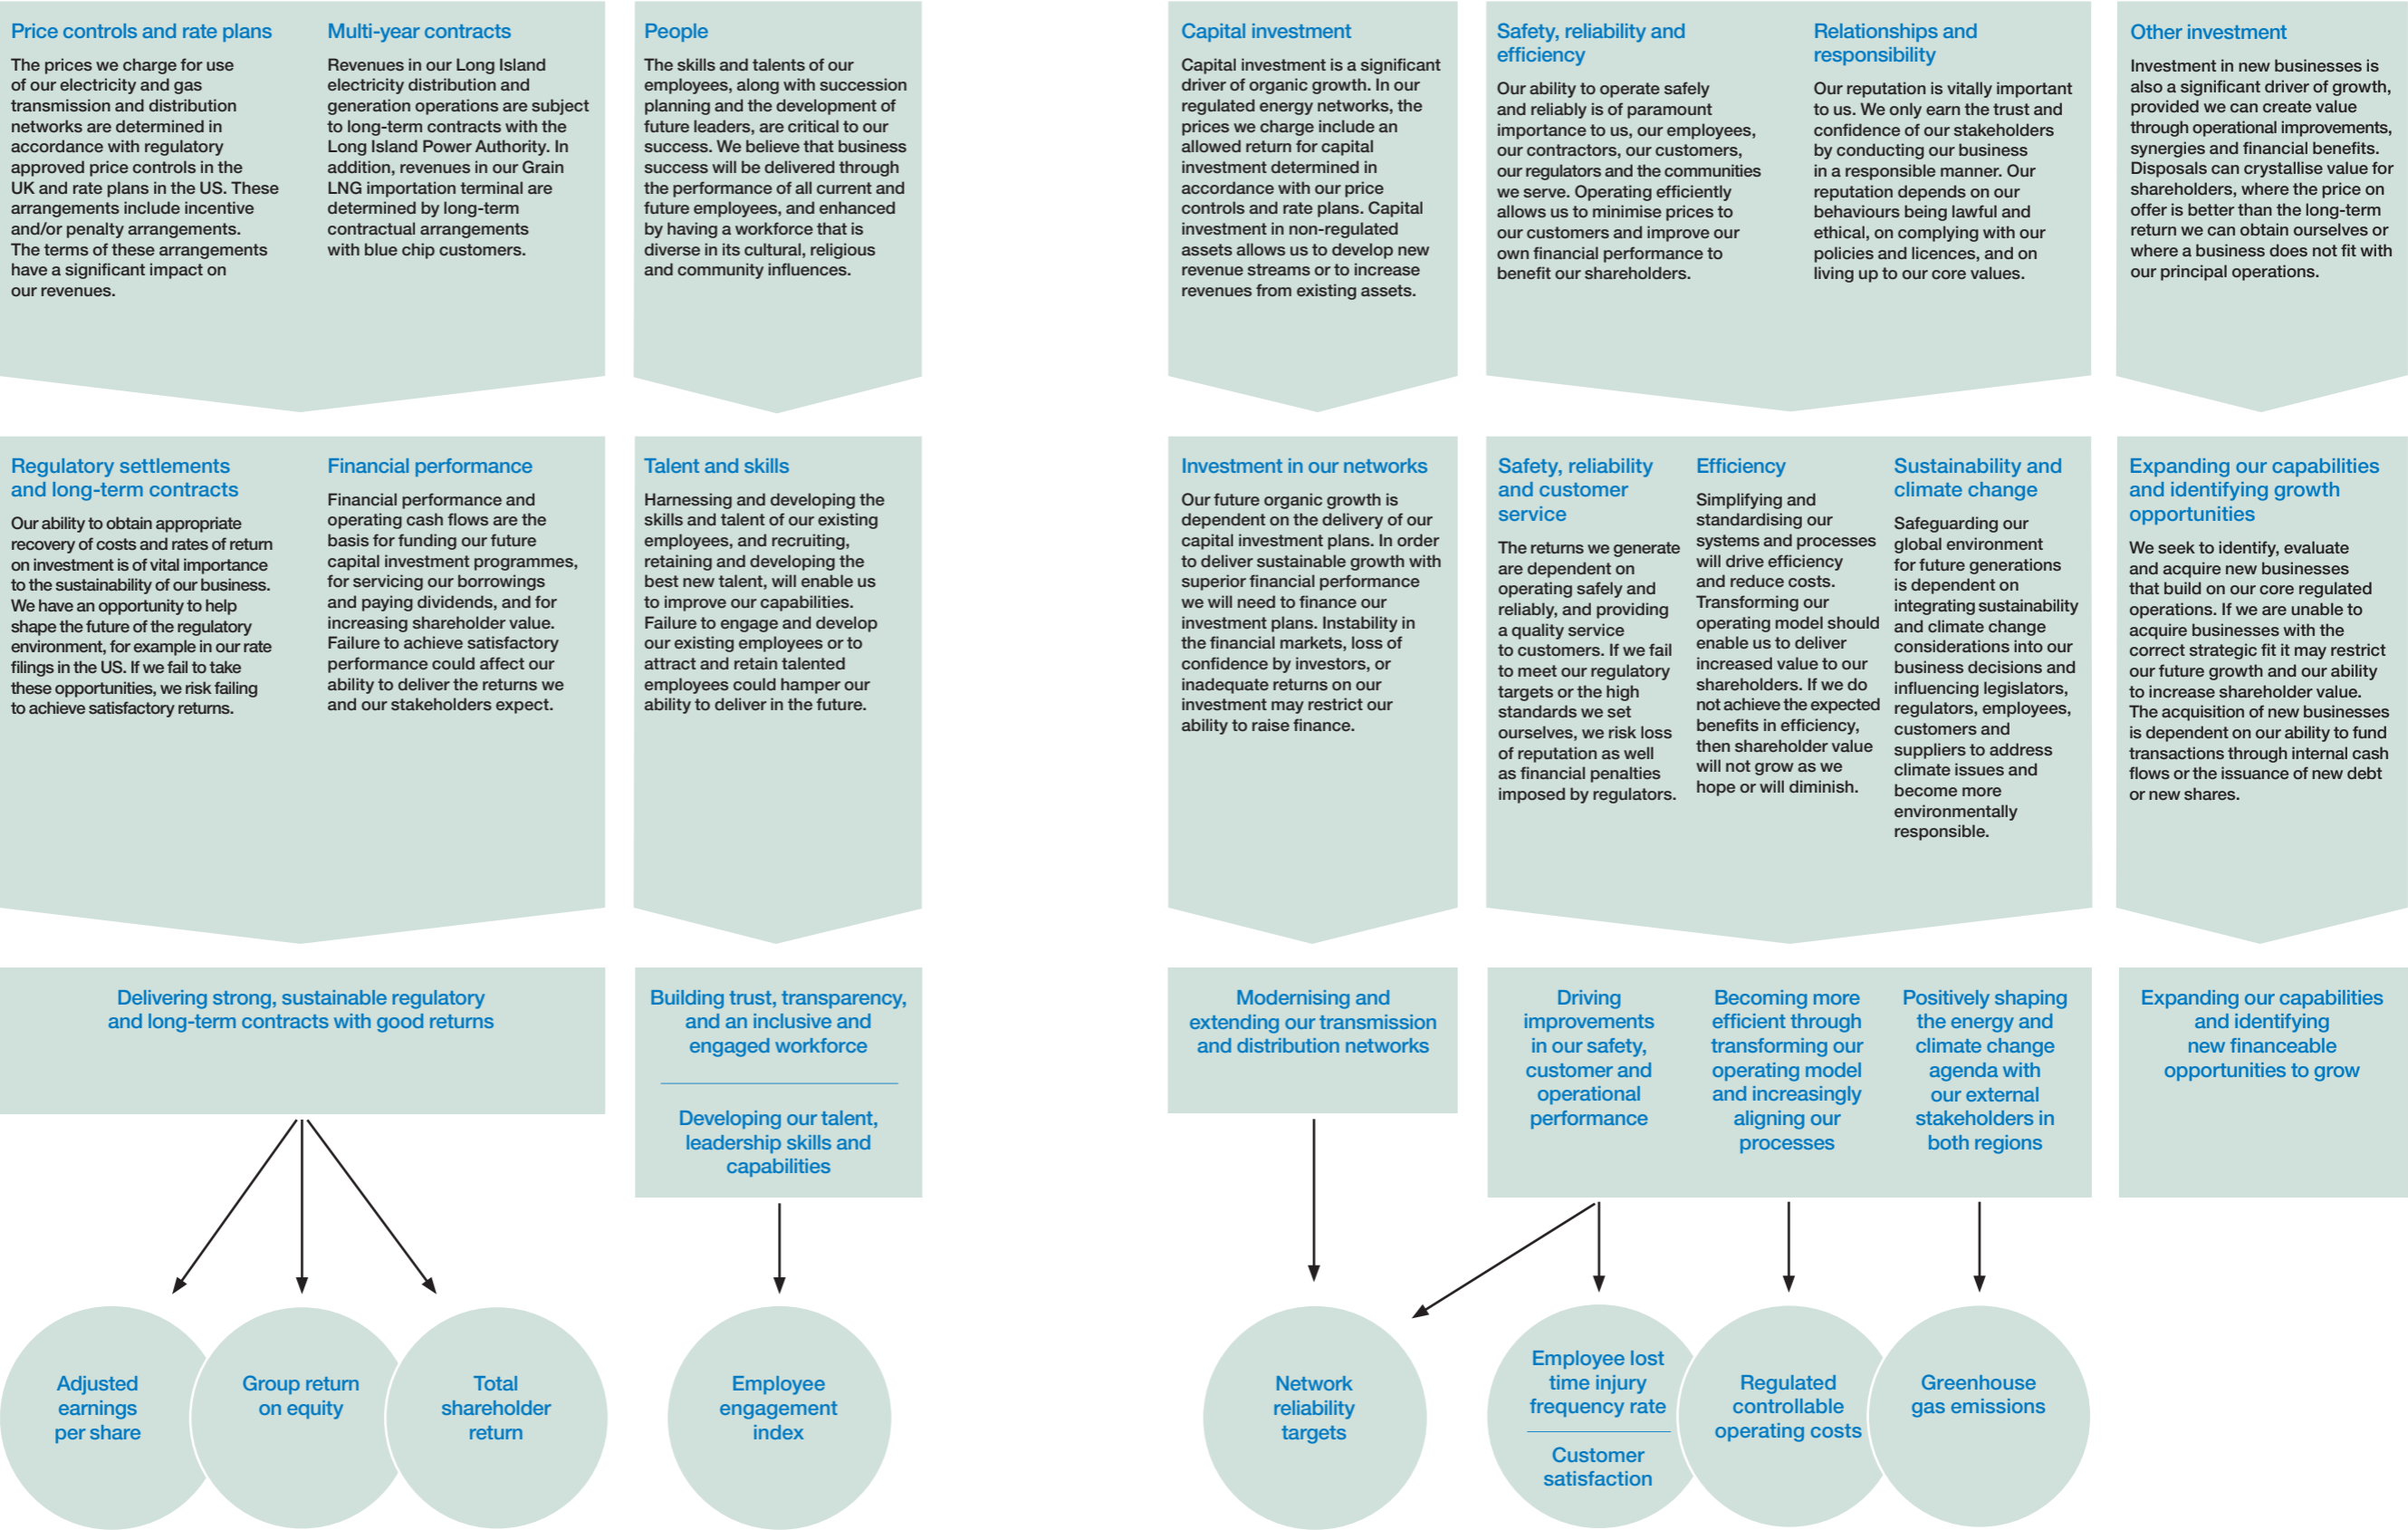 Price controls and rate plans
The prices we charge for use
of our electricity and gas
transmission and distribution
networks are determined in
accordance with regulatory
approved price controls in the
UK and rate plans in the US. These
arrangements include incentive
and/or penalty arrangements.
The terms of these arrangements
have a significant impact on
our revenues.
Multi-year contracts
Revenues in our Long Island
electricity distribution and
generation operations are subject
to long-term contracts with the
Long Island Power Authority. In
addition, revenues in our Grain
LNG importation terminal are
determined by long-term
contractual arrangements
with blue chip customers.
People
The skills and talents of our
employees, along with succession
planning and the development of
future leaders, are critical to our
success. We believe that business
success will be delivered through
the performance of all current and
future employees, and enhanced
by having a workforce that is
diverse in its cultural, religious
and community influences.
Capital investment
Capital investment is a significant
driver of organic growth. In our
regulated energy networks, the
prices we charge include an
allowed return for capital
investment determined in
accordance with our price
controls and rate plans. Capital
investment in non-regulated
assets allows us to develop new
revenue streams or to increase
revenues from existing assets.
Safety, reliability and
efficiency
Our ability to operate safely
and reliably is of paramount
importance to us, our employees,
our contractors, our customers,
our regulators and the communities
we serve. Operating efficiently
allows us to minimise prices to
our customers and improve our
own financial performance to
benefit our shareholders.
Relationships and
responsibility
Our reputation is vitally important
to us. We only earn the trust and
confidence of our stakeholders
by conducting our business
in a responsible manner. Our
reputation depends on our
behaviours being lawful and
ethical, on complying with our
policies and licences, and on
living up to our core values.
Other investment
Investment in new businesses is
also a significant driver of growth,
provided we can create value
through operational improvements,
synergies and financial benefits.
Disposals can crystallise value for
shareholders, where the price on
offer is better than the long-term
return we can obtain ourselves or
where a business does not fit with
our principal operations.
Regulatory settlements
and long-term contracts
Our ability to obtain appropriate
recovery of costs and rates of return
on investment is of vital importance
to the sustainability of our business.
We have an opportunity to help
shape the future of the regulatory
environment, for example in our rate
filings in the US. If we fail to take
these opportunities, we risk failing
to achieve satisfactory returns.
Financial performance
Financial performance and
operating cash flows are the
basis for funding our future
capital investment programmes,
for servicing our borrowings
and paying dividends, and for
increasing shareholder value.
Failure to achieve satisfactory
performance could affect our
ability to deliver the returns we
and our stakeholders expect.
Talent and skills
Harnessing and developing the
skills and talent of our existing
employees, and recruiting,
retaining and developing the
best new talent, will enable us
to improve our capabilities.
Failure to engage and develop
our existing employees or to
attract and retain talented
employees could hamper our
ability to deliver in the future.
Investment in our networks
Our future organic growth is
dependent on the delivery of our
capital investment plans. In order
to deliver sustainable growth with
superior financial performance
we will need to finance our
investment plans. Instability in
the financial markets, loss of
confidence by investors, or
inadequate returns on our
investment may restrict our
ability to raise finance.
Safety, reliability
and customer
service
The returns we generate
are dependent on
operating safely and
reliably, and providing
a quality service
to customers. If we fail
to meet our regulatory
targets or the high
standards we set
ourselves, we risk loss
of reputation as well
as financial penalties
imposed by regulators.
Efficiency
Simplifying and
standardising our
systems and processes
will drive efficiency
and reduce costs.
Transforming our
operating model should
enable us to deliver
increased value to our
shareholders. If we do
not achieve the expected
benefits in efficiency,
then shareholder value
will not grow as we
hope or will diminish.
Sustainability and
climate change
Safeguarding our
global environment
for future generations
is dependent on
integrating sustainability
and climate change
considerations into our
business decisions and
influencing legislators,
regulators, employees,
customers and
suppliers to address
climate issues and
become more
environmentally
responsible.
Expanding our capabilities
and identifying growth
opportunities
We seek to identify, evaluate
and acquire new businesses
that build on our core regulated
operations. If we are unable to
acquire businesses with the
correct strategic fit it may restrict
our future growth and our ability
to increase shareholder value.
The acquisition of new businesses
is dependent on our ability to fund
transactions through internal cash
flows or the issuance of new debt
or new shares.
Delivering strong, sustainable regulatory
and long-term contracts with good returns
Building trust, transparency,
and an inclusive and
engaged workforce
Developing our talent,
leadership skills and
capabilities
Modernising and
extending our transmission
and distribution networks
Driving
improvements
in our safety,
customer and
operational
performance
Becoming more
efficient through
transforming our
operating model
and increasingly
aligning our
processes
Positively shaping
the energy and
climate change
agenda with
our external
stakeholders in
both regions
Expanding our capabilities
and identifying
new financeable
opportunities to grow
Adjusted
earnings
per share
Group return
on equity
Total
shareholder
return
Employee
engagement
index
Network
reliability
targets
Employee lost
time injury
frequency rate
Customer
satisfaction
Regulated
controllable
operating costs
Greenhouse
gas emissions